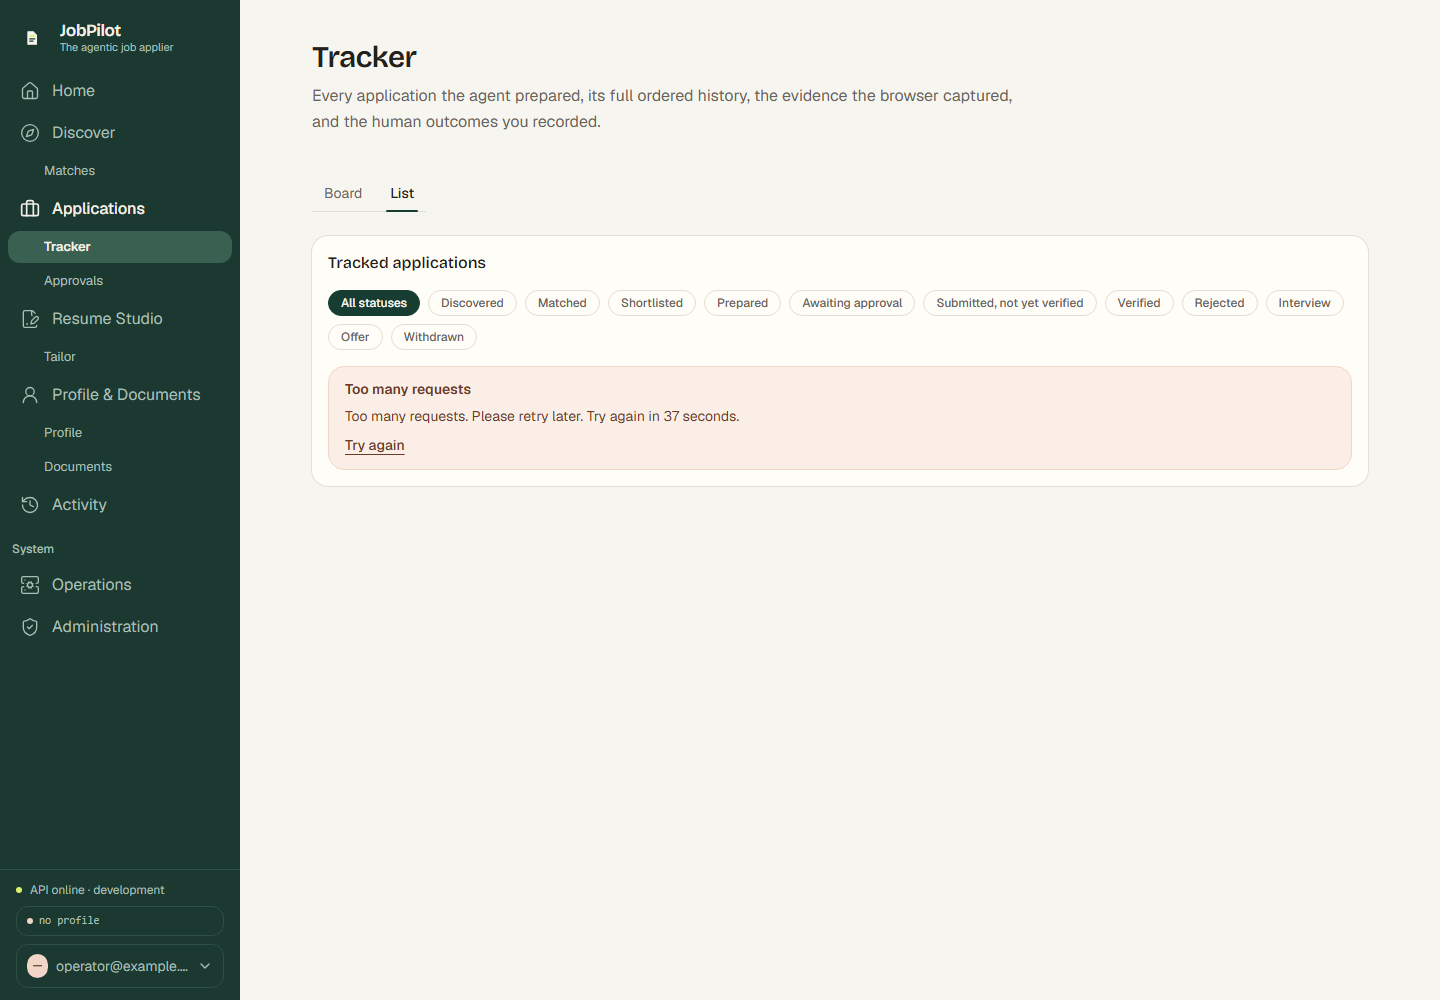 JobPilot
The agentic job applier
Home
Discover
Matches
Applications
Tracker
Approvals
Resume Studio
Tailor
Profile & Documents
Profile
Documents
Activity
System
Operations
Administration
API online · development
no profile
operator@example....
Tracker
Every application the agent prepared, its full ordered history, the evidence the browser captured,
and the human outcomes you recorded.
Board List
Tracked applications
All statuses Discovered Matched Shortlisted Prepared Awaiting approval Submitted, not yet verified Verified Rejected Interview
Offer Withdrawn
Too many requests
Too many requests. Please retry later. Try again in 37 seconds.
Try again